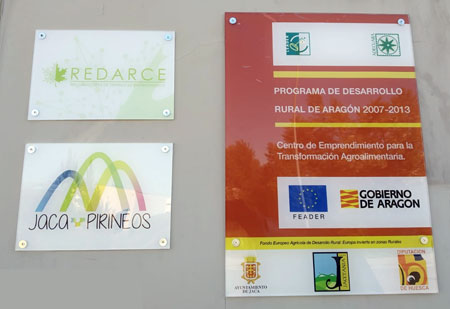 REDARCE
JACA PIRINEOS
PROGRAMA DE DESARROLLO
RURAL DE ARAGÓN 2007-2013
Centro de Emprendimiento para la
Transformación Agroalimentaria.
FEADER
GOBIERNO
DE ARAGON
Fondo Europeo Agrícola de Desarrollo Rural: Europa invierte en zonas Rurales
AYUNTAMIENTO
DE JACA
DIPUTACIÓN
DE HUESCA